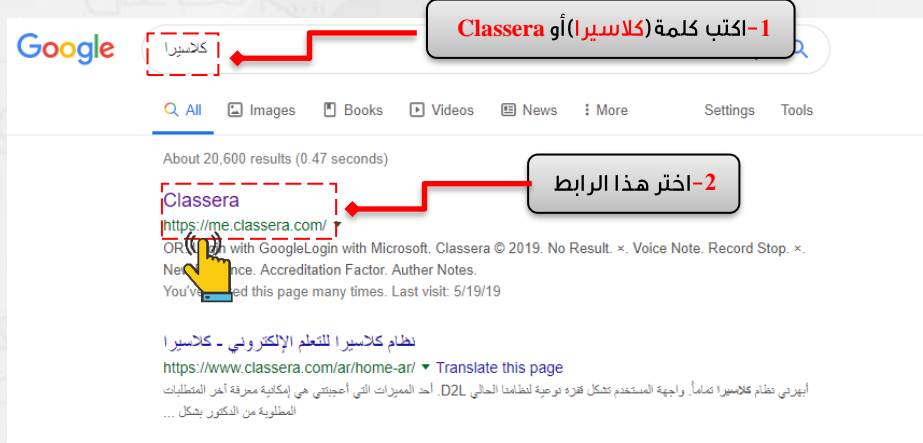 1-اكتب كلمة (كلاسيرا) أو Classera
Google
كلاسيرا
All Images Books Videos News More Settings Tools
About 20,600 results (0.47 seconds)
2-اختر هذا الرابط
Classera
https://me.classera.com/
OR with GoogleLogin with Microsoft. Classera © 2019. No Result. ×. Voice Note. Record Stop. ×.
nce. Accreditation Factor. Auther Notes.
You've ed this page many times. Last visit: 5/19/19
نظام كلاسيرا للتعلم الإلكتروني - كلاسيرا
https://www.classera.com/ar/home-ar/ Translate this page
أبهرني نظام كلاسيرا تماماً. واجهة المستخدم تشكل قفزة نوعية لنظامنا الحالي D2L. أحد المميزات التي أعجبتني هي إمكانية معرفة آخر المتطلبات
المطلوبة من الدكتور بشكل ...